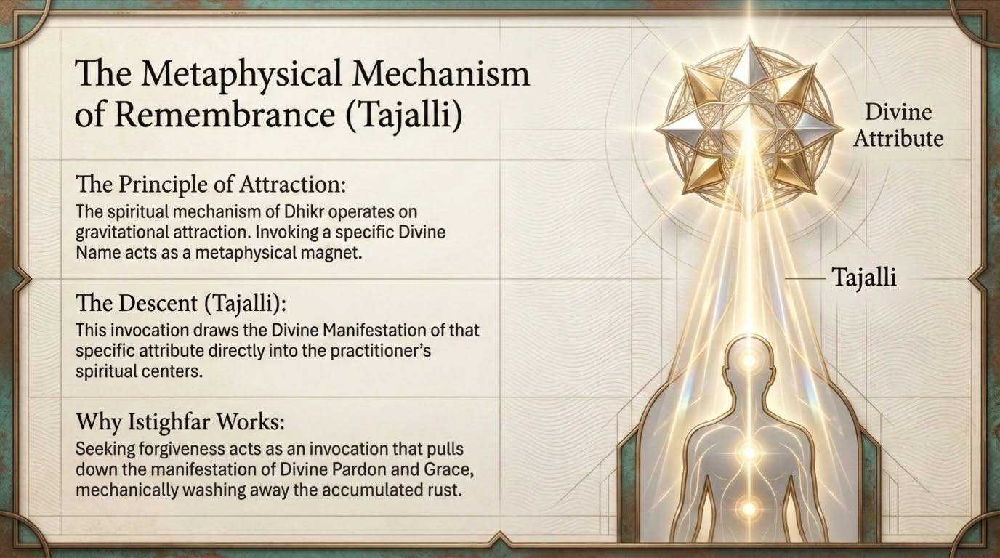 The Metaphysical Mechanism
of Remembrance (Tajalli)
The Principle of Attraction:
The spiritual mechanism of Dhikr operates on
gravitational attraction. Invoking a specific Divine
Name acts as a metaphysical magnet.
The Descent (Tajalli):
This invocation draws the Divine Manifestation of that
specific attribute directly into the practitioner's
spiritual centers.
Why Istighfar Works:
Seeking forgiveness acts as an invocation that pulls
down the manifestation of Divine Pardon and Grace,
mechanically washing away the accumulated rust.
Divine
Attribute
Tajalli